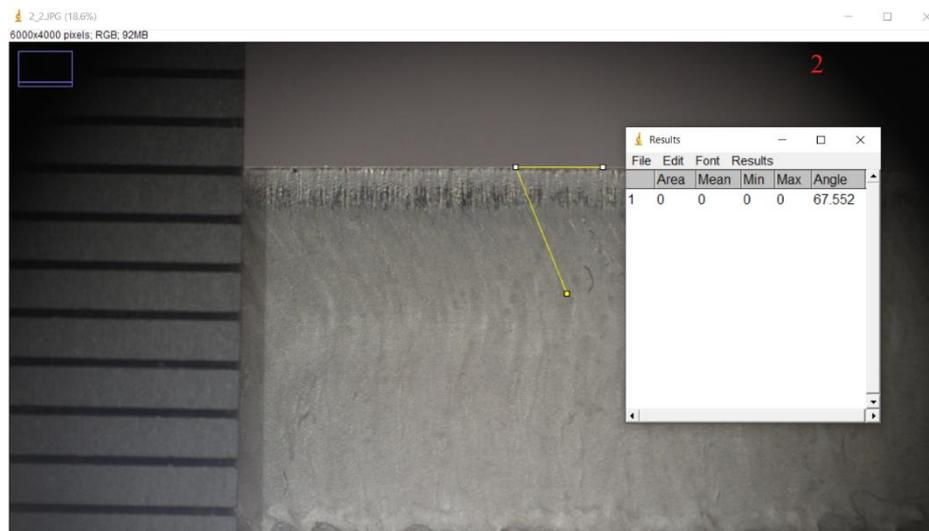 2_2.JPG (18.6%)
6000x4000 pixels; RGB; 92MB
2
Results
File Edit Font Results
Area Mean Min Max Angle
1 0 0 0 0 67.552